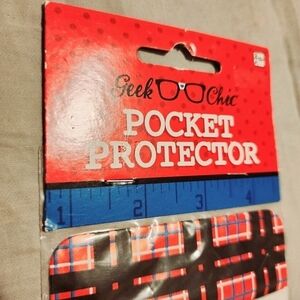 Geek Chic
POCKET
PROTECTOR
1 2 3 4